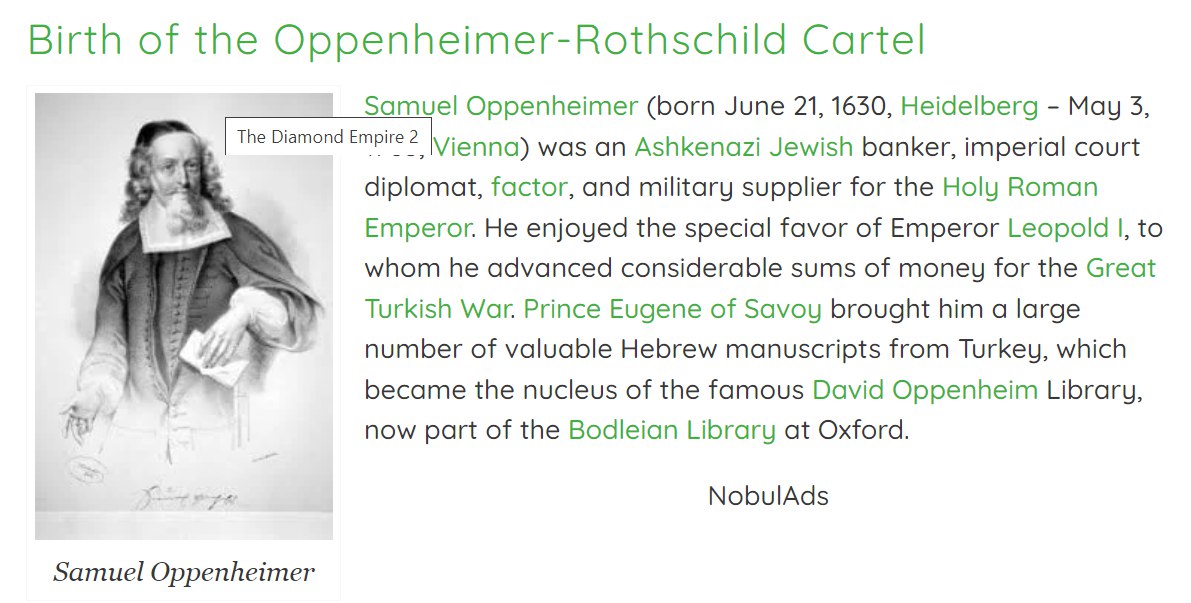 Birth of the Oppenheimer-Rothschild Cartel
Samuel Oppenheimer (born June 21, 1630, Heidelberg – May 3,
The Diamond Empire 2
Vienna) was an Ashkenazi Jewish banker, imperial court
diplomat, factor, and military supplier for the Holy Roman
Emperor. He enjoyed the special favor of Emperor Leopold I, to
whom he advanced considerable sums of money for the Great
Turkish War. Prince Eugene of Savoy brought him a large
number of valuable Hebrew manuscripts from Turkey, which
became the nucleus of the famous David Oppenheim Library,
now part of the Bodleian Library at Oxford.
NobulAds
Samuel Oppenheimer